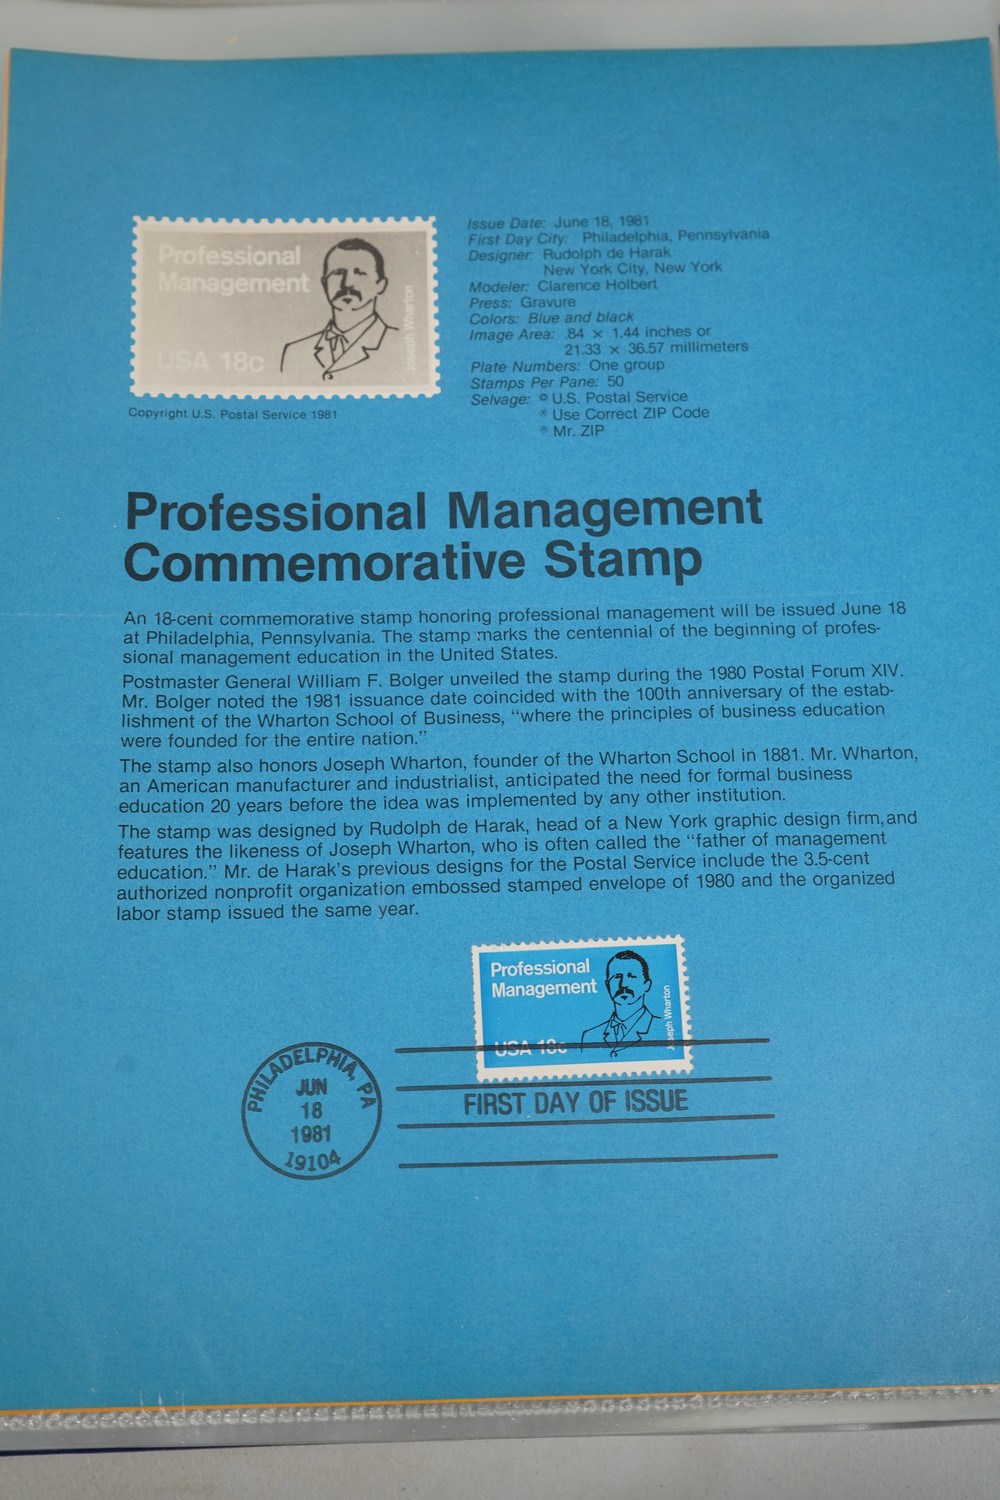 Professional
Management
Joseph Wharton
USA 18c
Copyright U.S. Postal Service 1981
Issue Date: June 18, 1981
First Day City: Philadelphia, Pennsylvania
Designer: Rudolph de Harak
New York City, New York
Modeler: Clarence Holbert
Press: Gravure
Colors: Blue and black
Image Area: .84 × 1.44 inches or
21.33 × 36.57 millimeters
Plate Numbers: One group
Stamps Per Pane: 50
Selvage: © U.S. Postal Service
® Use Correct ZIP Code
® Mr. ZIP
Professional Management
Commemorative Stamp
An 18-cent commemorative stamp honoring professional management will be issued June 18
at Philadelphia, Pennsylvania. The stamp marks the centennial of the beginning of profes-
sional management education in the United States.
Postmaster General William F. Bolger unveiled the stamp during the 1980 Postal Forum XIV.
Mr. Bolger noted the 1981 issuance date coincided with the 100th anniversary of the estab-
lishment of the Wharton School of Business, “where the principles of business education
were founded for the entire nation.”
The stamp also honors Joseph Wharton, founder of the Wharton School in 1881. Mr. Wharton,
an American manufacturer and industrialist, anticipated the need for formal business
education 20 years before the idea was implemented by any other institution.
The stamp was designed by Rudolph de Harak, head of a New York graphic design firm, and
features the likeness of Joseph Wharton, who is often called the “father of management
education.” Mr. de Harak's previous designs for the Postal Service include the 3.5-cent
authorized nonprofit organization embossed stamped envelope of 1980 and the organized
labor stamp issued the same year.
Professional
Management
Joseph Wharton
USA 18c
PHILADELPHIA, PA
JUN
18
1981
19104
FIRST DAY OF ISSUE